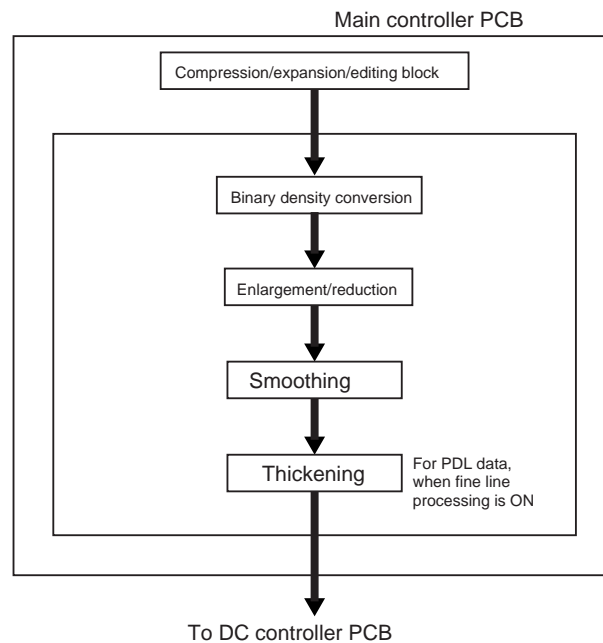 Main controller PCB
Compression/expansion/editing block
Binary density conversion
Enlargement/reduction
Smoothing
Thickening
For PDL data,
when fine line
processing is ON
To DC controller PCB